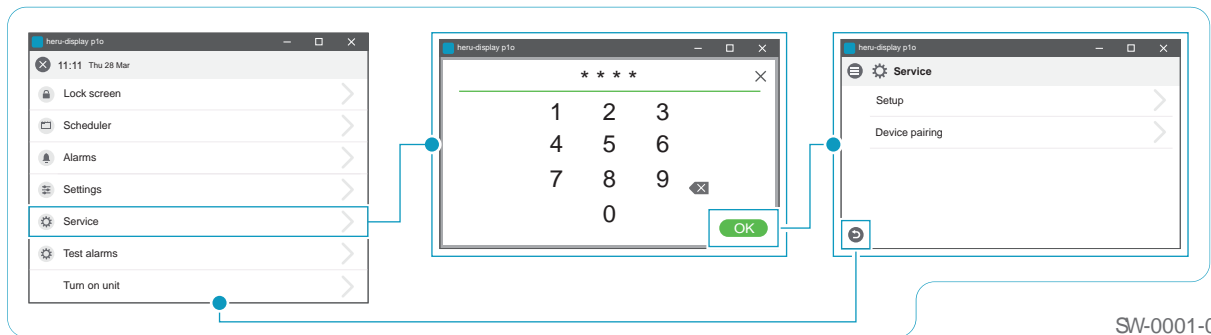 heru-display p1o
11:11 Thu 28 Mar
Lock screen
Scheduler
Alarms
Settings
Service
Test alarms
Turn on unit
heru-display p1o
* * * *
1 2 3
4 5 6
7 8 9
0
OK
heru-display p1o
Service
Setup
Device pairing